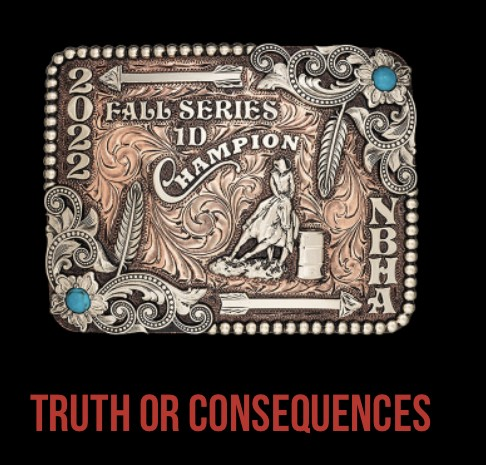 2022
FALL SERIES
1D
CHAMPION
NBHA
TRUTH OR CONSEQUENCES